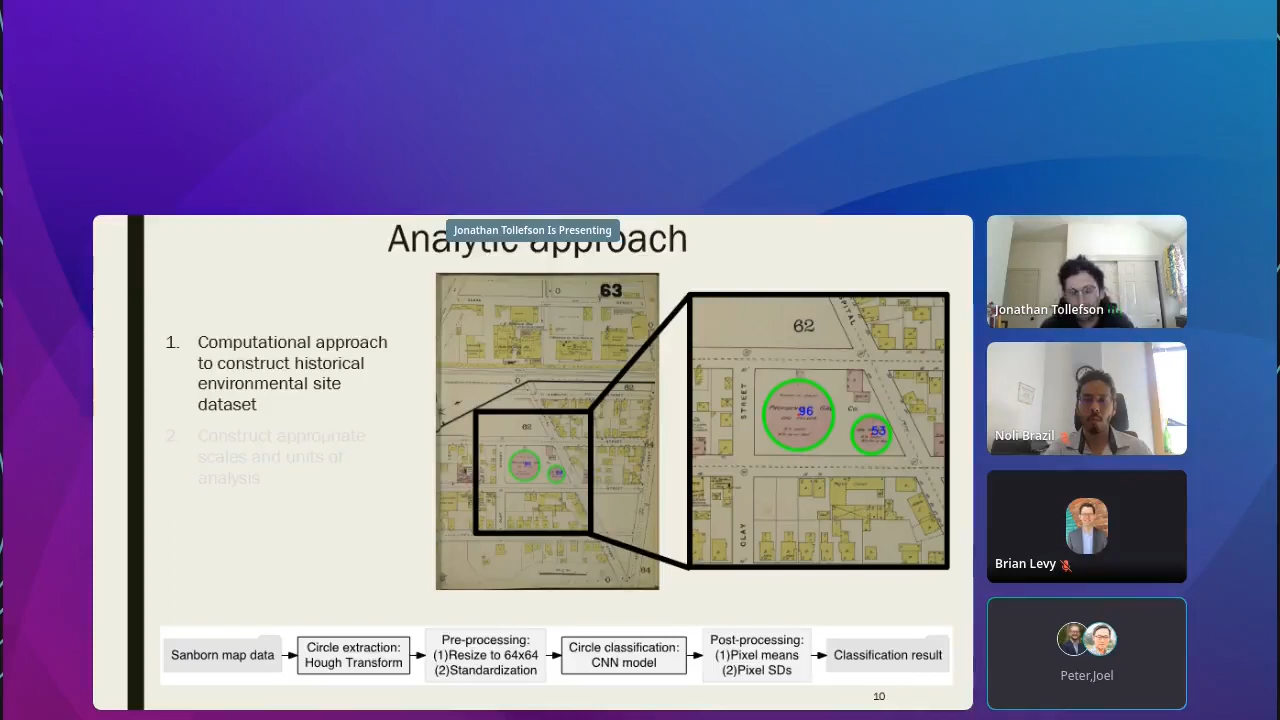 Jonathan Tollefson Is Presenting
Analytic approach
1. Computational approach
to construct historical
environmental site
dataset
2. Construct appropriate
scales and units of
analysis
63
62
64
62
STREET
CLAY
96
53
Co.
Sanborn map data
Circle extraction:
Hough Transform
Pre-processing:
(1)Resize to 64x64
(2)Standardization
Circle classification:
CNN model
Post-processing:
(1)Pixel means
(2)Pixel SDs
Classification result
10
Jonathan Tollefson
Noli Brazil
Brian Levy
Peter,Joel